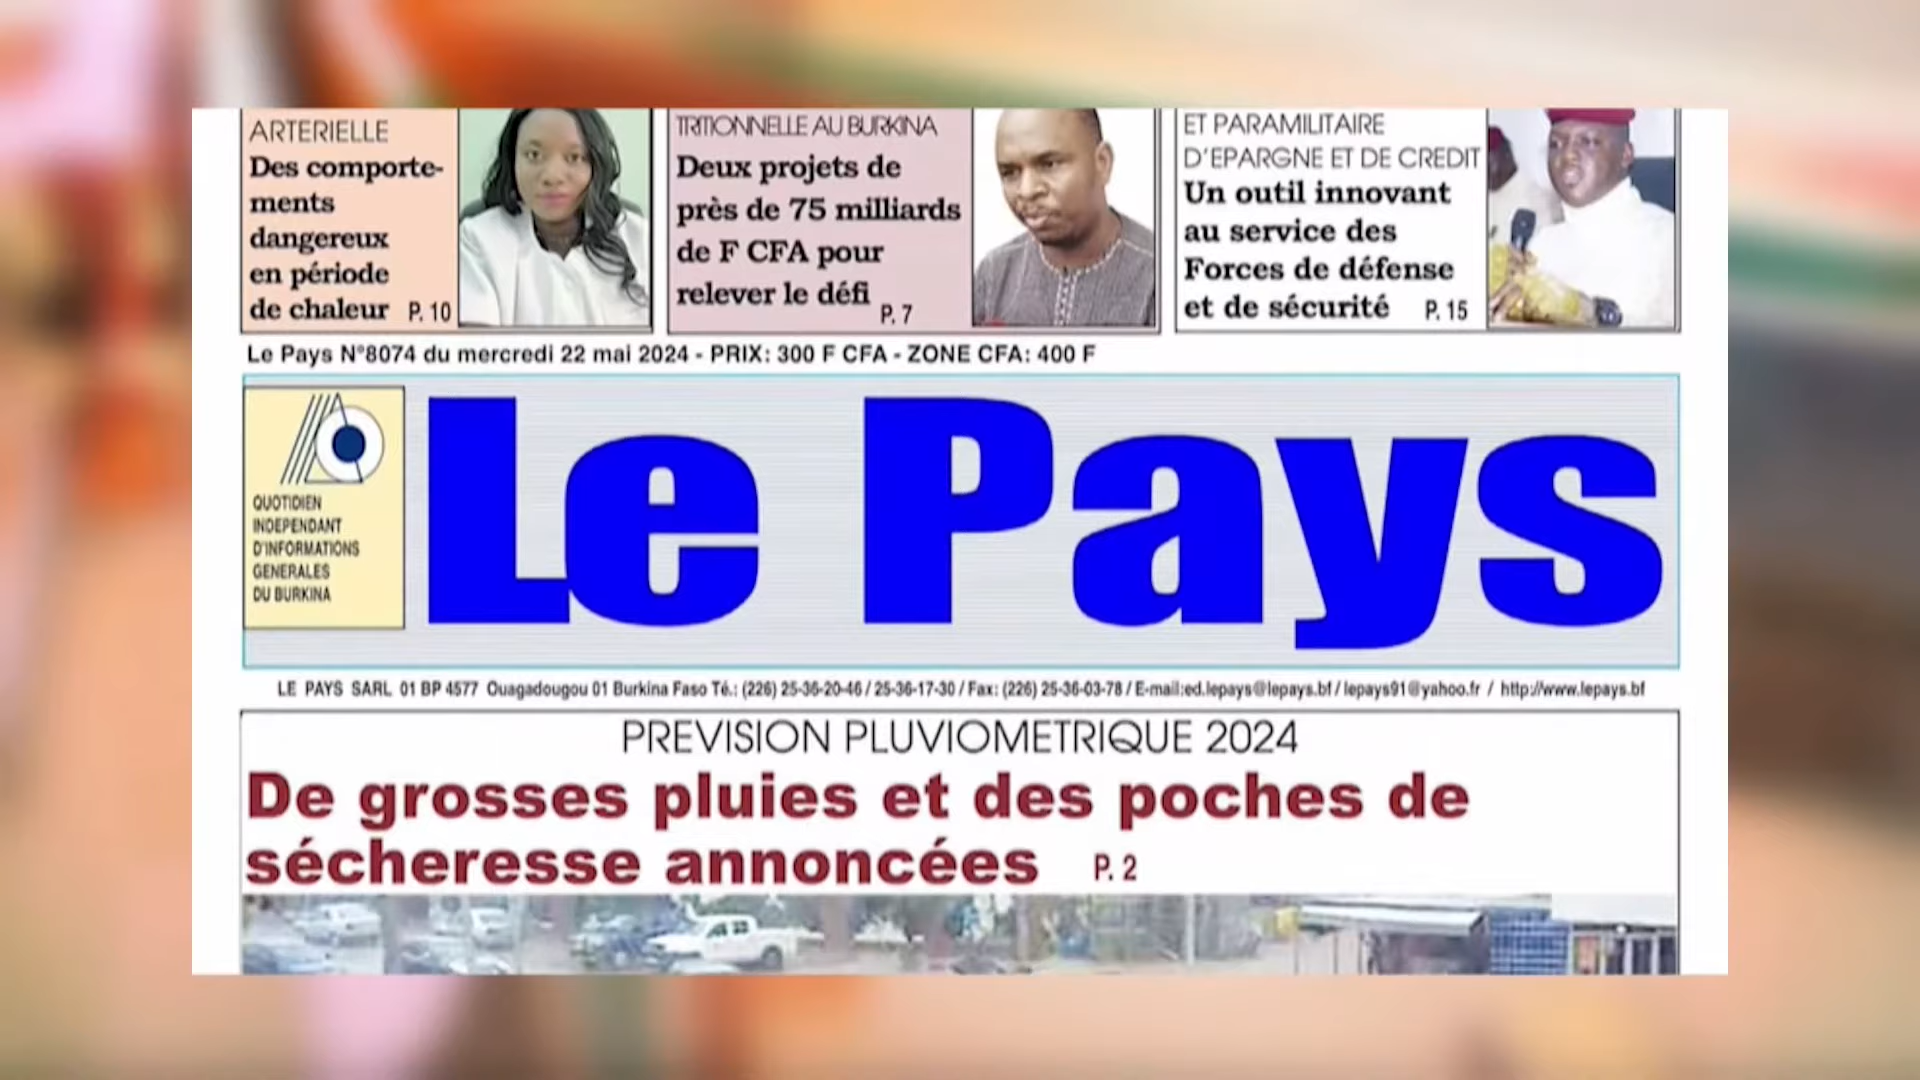 ARTERIELLE
Des comporte-
ments
dangereux
en période
de chaleur P. 10
TRITIONNELLE AU BURKINA
Deux projets de
près de 75 milliards
de F CFA pour
relever le défi P. 7
ET PARAMILITAIRE
D'EPARGNE ET DE CREDIT
Un outil innovant
au service des
Forces de défense
et de sécurité P. 15
Le Pays N°8074 du mercredi 22 mai 2024 - PRIX: 300 F CFA - ZONE CFA: 400 F
QUOTIDIEN
INDEPENDANT
D'INFORMATIONS
GENERALES
DU BURKINA
Le Pays
LE PAYS SARL 01 BP 4577 Ouagadougou 01 Burkina Faso Té.: (226) 25-36-20-46 / 25-36-17-30 / Fax: (226) 25-36-03-78 / E-mail:ed.lepays@lepays.bf / lepays91@yahoo.fr / http://www.lepays.bf
PREVISION PLUVIOMETRIQUE 2024
De grosses pluies et des poches de
sécheresse annoncées P. 2